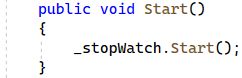 public void Start()
{
    _stopWatch.Start();
}